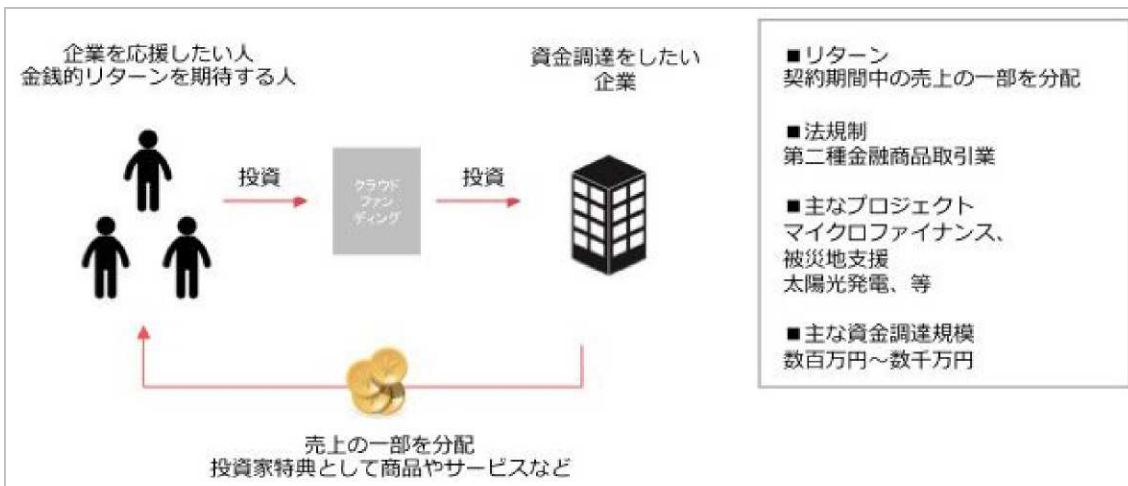 企業を応援したい人
金銭的リターンを期待する人
資金調達をしたい
企業
投資
クラウド
ファン
ディング
投資
売上の一部を分配
投資家特典として商品やサービスなど
■リターン
契約期間中の売上の一部を分配
■法規制
第二種金融商品取引業
■主なプロジェクト
マイクロファイナンス、
被災地支援
太陽光発電、等
■主な資金調達規模
数百万円～数千万円